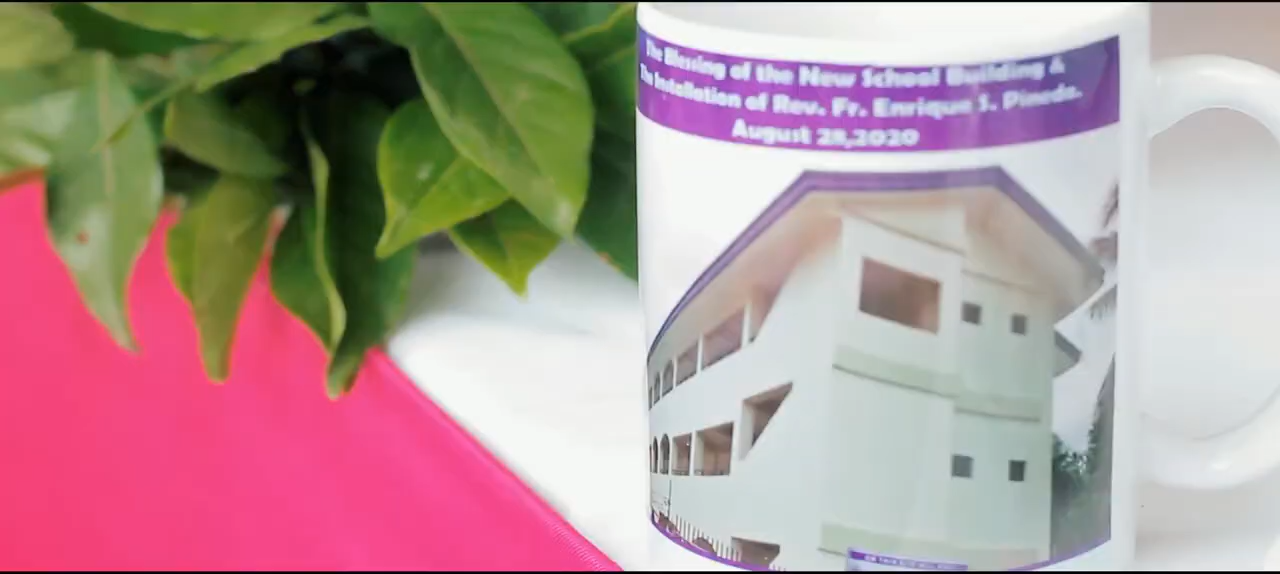 The Blessing of the New School Building &
The Installation of Rev. Fr. Enrique S. Pineda.
August 28,2020